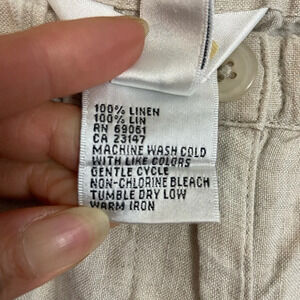 100% LINEN
100% LIN
RN 69061
CA 23147
MACHINE WASH COLD
WITH LIKE COLORS
GENTLE CYCLE
NON-CHLORINE BLEACH
TUMBLE DRY LOW
WARM IRON